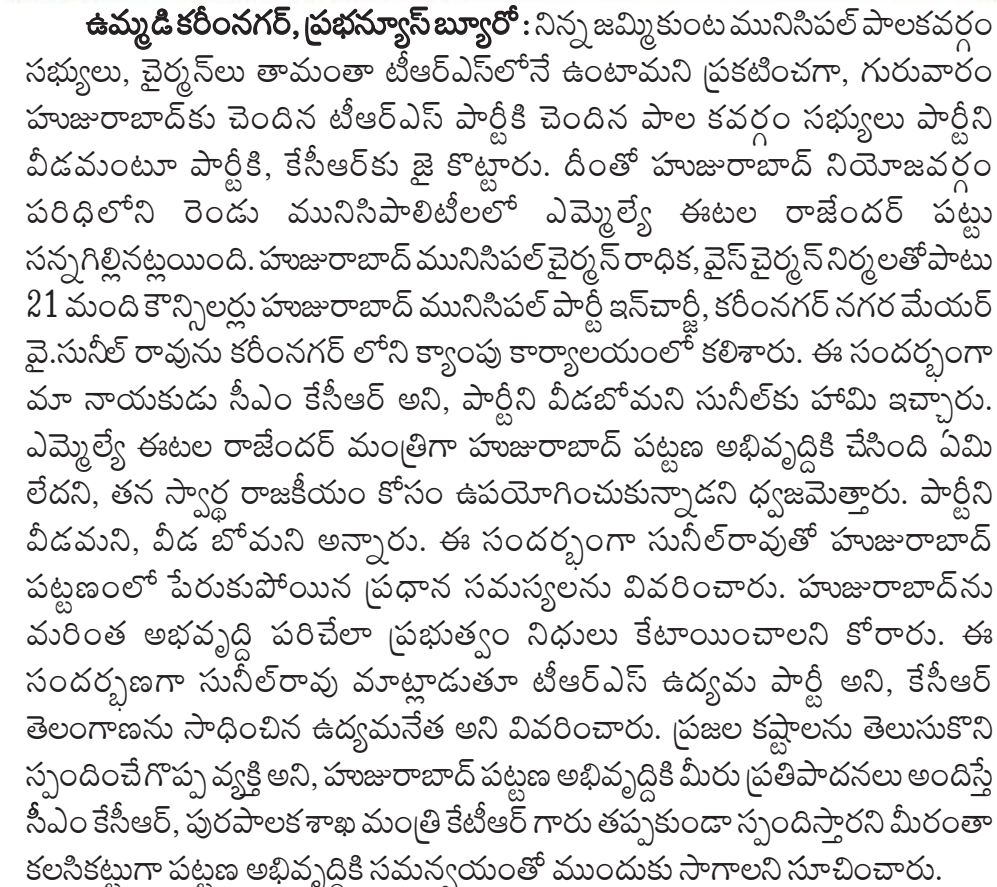 ఉమ్మడి కరీంనగర్, ప్రభన్యూస్ బ్యూరో : నిన్న జమ్మికుంట మునిసిపల్ పాలకవర్గం
సభ్యులు, చైర్మన్‌లు తామంతా టీఆర్ఎస్‌లోనే ఉంటామని ప్రకటించగా, గురువారం
హుజురాబాద్‌కు చెందిన టీఆర్ఎస్ పార్టీకి చెందిన పాల కవర్గం సభ్యులు పార్టీని
వీడమంటూ పార్టీకి, కేసీఆర్‌కు జై కొట్టారు. దీంతో హుజురాబాద్ నియోజవర్గం
పరిధిలోని రెండు మునిసిపాలిటీలలో ఎమ్మెల్యే ఈటల రాజేందర్ పట్టు
సన్నగిల్లినట్లయింది. హుజురాబాద్ మునిసిపల్ చైర్మన్ రాధిక, వైస్ చైర్మన్ నిర్మలతోపాటు
21 మంది కౌన్సిలర్లు హుజురాబాద్ మునిసిపల్ పార్టీ ఇన్‌చార్జీ, కరీంనగర్ నగర మేయర్
వై.సునీల్ రావును కరీంనగర్ లోని క్యాంపు కార్యాలయంలో కలిశారు. ఈ సందర్భంగా
మా నాయకుడు సీఎం కేసీఆర్ అని, పార్టీని వీడబోమని సునీల్‌కు హామి ఇచ్చారు.
ఎమ్మెల్యే ఈటల రాజేందర్ మంత్రిగా హుజురాబాద్ పట్టణ అభివృద్దికి చేసింది ఏమి
లేదని, తన స్వార్థ రాజకీయం కోసం ఉపయోగించుకున్నాడని ధ్వజమెత్తారు. పార్టీని
వీడమని, వీడ బోమని అన్నారు. ఈ సందర్భంగా సునీల్‌రావుతో హుజురాబాద్
పట్టణంలో పేరుకుపోయిన ప్రధాన సమస్యలను వివరించారు. హుజురాబాద్‌ను
మరింత అభవృద్ది పరిచేలా ప్రభుత్వం నిధులు కేటాయించాలని కోరారు. ఈ
సందర్భణగా సునీల్‌రావు మాట్లాడుతూ టీఆర్ఎస్ ఉద్యమ పార్టీ అని, కేసీఆర్
తెలంగాణను సాధించిన ఉద్యమనేత అని వివరించారు. ప్రజల కష్టాలను తెలుసుకొని
స్పందించే గొప్ప వ్యక్తి అని, హుజురాబాద్ పట్టణ అభివృద్దికి మీరు ప్రతిపాదనలు అందిస్తే
సీఎం కేసీఆర్, పురపాలక శాఖ మంత్రి కేటీఆర్ గారు తప్పకుండా స్పందిస్తారని మీరంతా
కలసికట్టుగా పట్టణ అభివృద్దికి సమన్వయంతో ముందుకు సాగాలని సూచించారు.